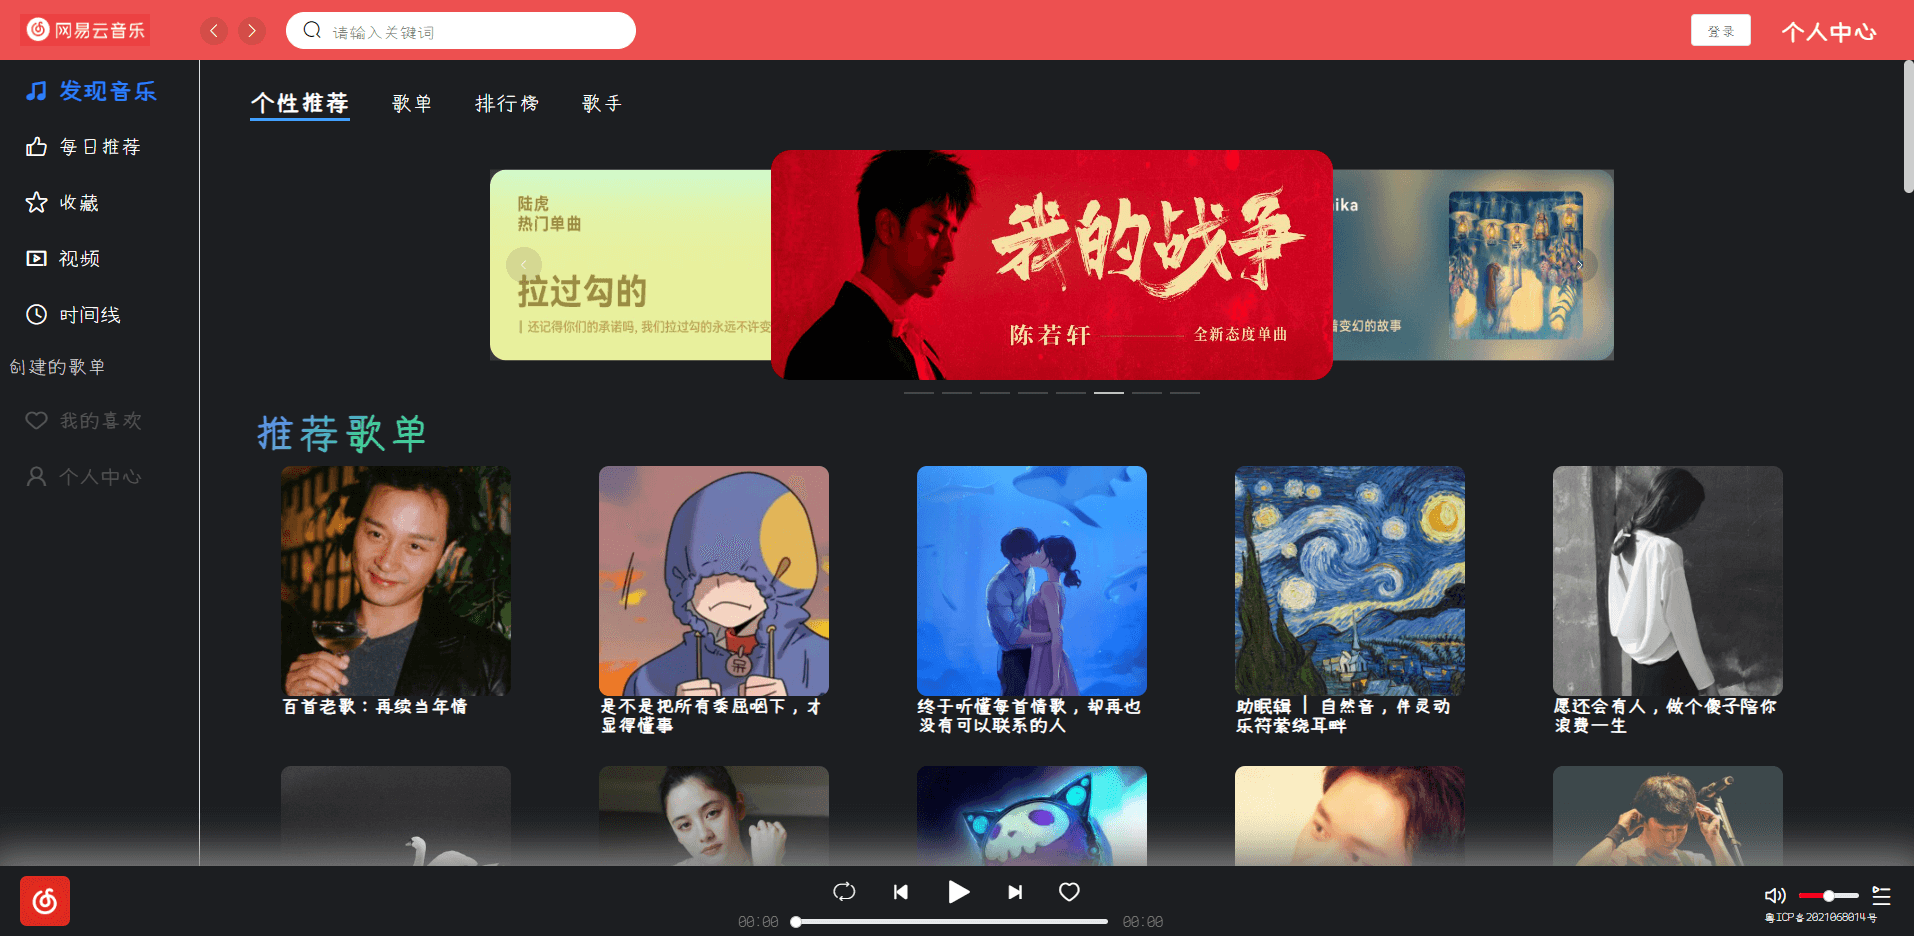 网易云音乐
请输入关键词
登录
个人中心
发现音乐
每日推荐
收藏
视频
时间线
创建的歌单
我的喜欢
个人中心
个性推荐
歌单
排行榜
歌手
陆虎
热门单曲
拉过勾的
还记得你们的承诺吗, 我们拉过勾的永远不许变
我的战争
陈若轩
全新态度单曲
ika
变幻的故事
推荐歌单
百首老歌：再续当年情
是不是把所有委屈咽下，才
显得懂事
终于听懂每首情歌，却再也
没有可以联系的人
助眠辑 | 自然音，伴灵动
乐符萦绕耳畔
愿还会有人，做个傻子陪你
浪费一生
00:00
00:00
粤ICP备2021068014号